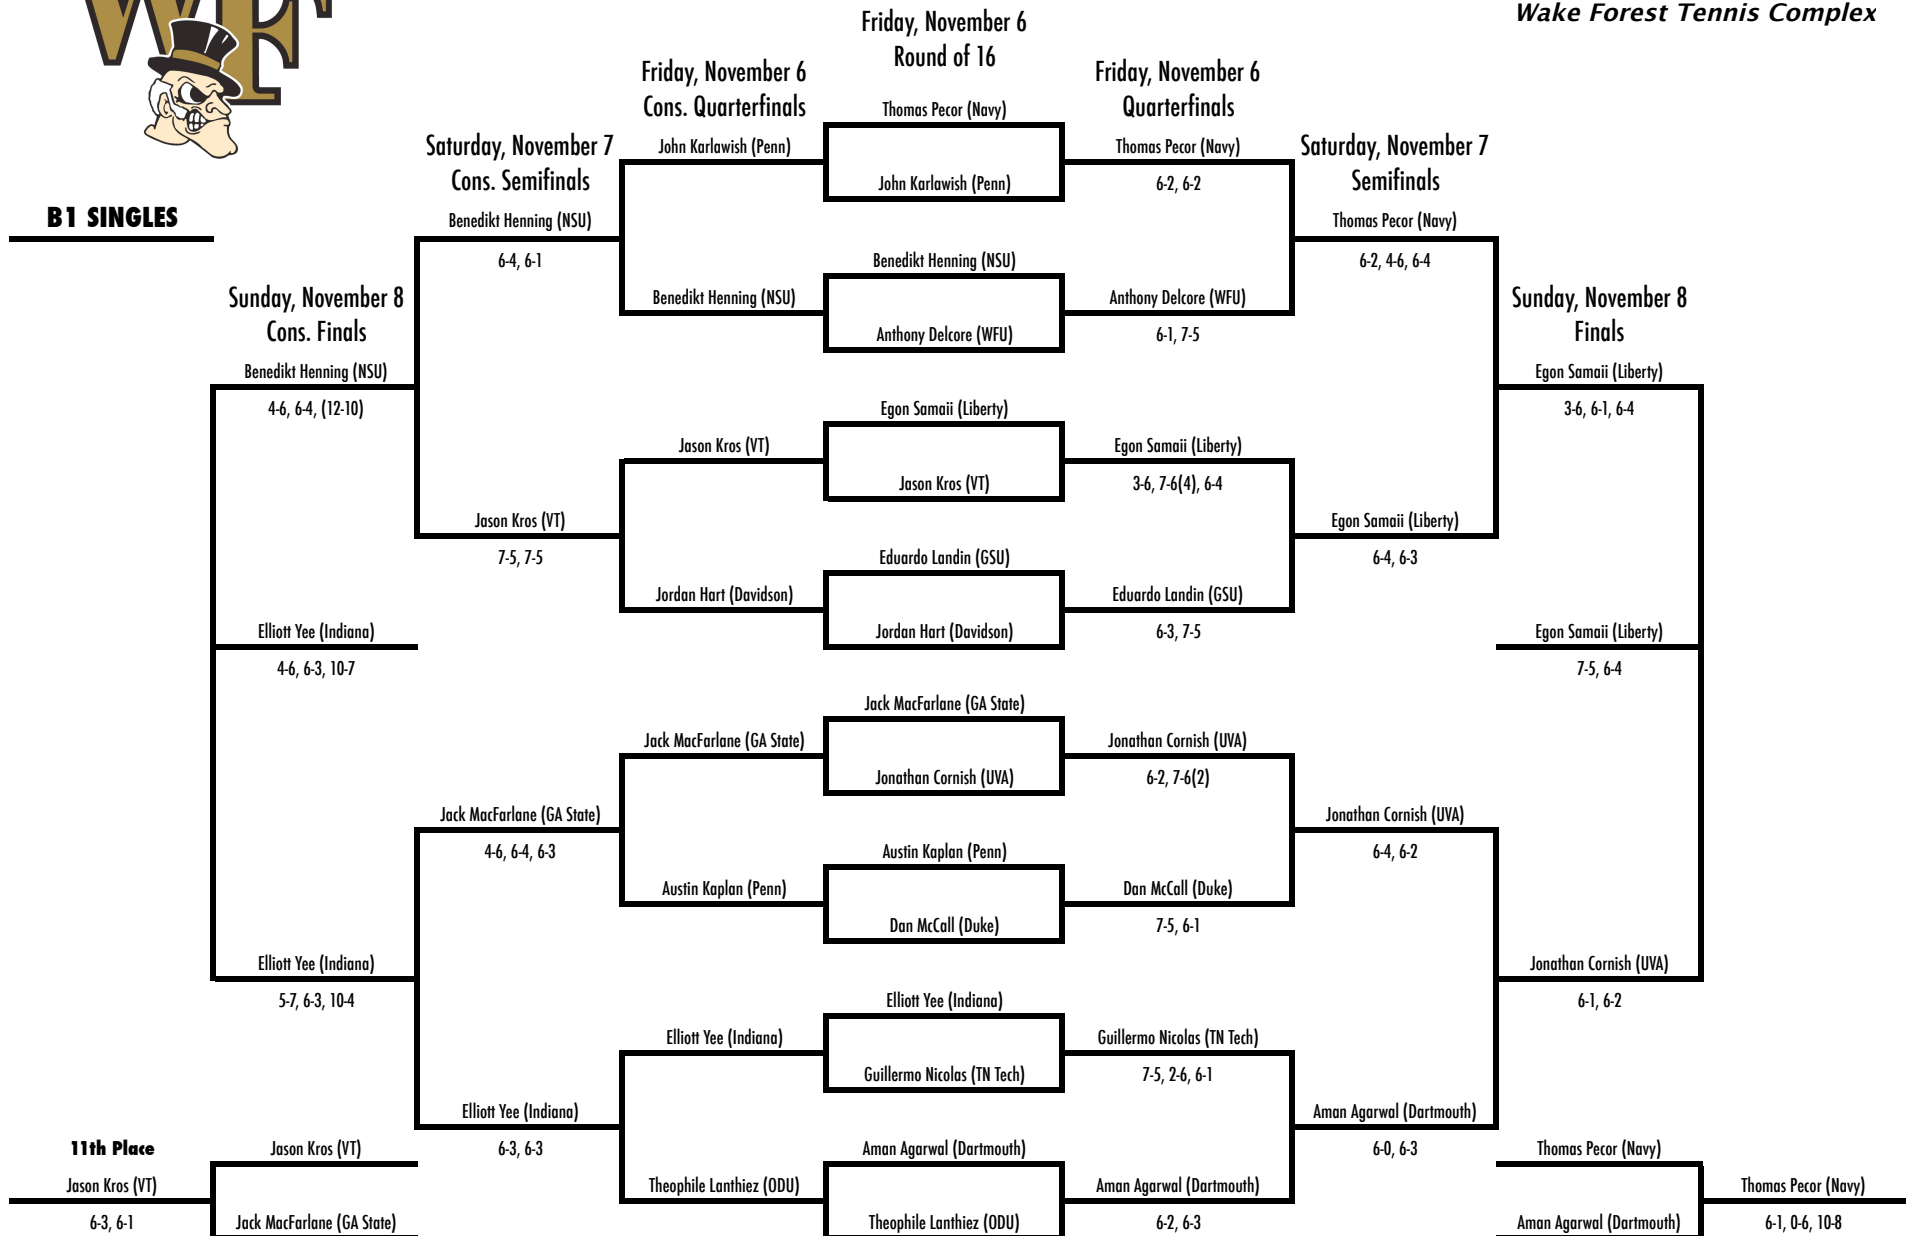 WF
Wake Forest Tennis Complex
Friday, November 6
Round of 16
Friday, November 6
Cons. Quarterfinals
Friday, November 6
Quarterfinals
Thomas Pecor (Navy)
Saturday, November 7
Cons. Semifinals
John Karlawish (Penn)
Thomas Pecor (Navy)
Saturday, November 7
Semifinals
John Karlawish (Penn)
6-2, 6-2
B1 SINGLES
Benedikt Henning (NSU)
Thomas Pecor (Navy)
6-4, 6-1
Benedikt Henning (NSU)
6-2, 4-6, 6-4
Sunday, November 8
Cons. Finals
Benedikt Henning (NSU)
Anthony Delcore (WFU)
Sunday, November 8
Finals
Anthony Delcore (WFU)
6-1, 7-5
Benedikt Henning (NSU)
Egon Samaii (Liberty)
4-6, 6-4, (12-10)
Egon Samaii (Liberty)
3-6, 6-1, 6-4
Jason Kros (VT)
Egon Samaii (Liberty)
Jason Kros (VT)
3-6, 7-6(4), 6-4
Jason Kros (VT)
Egon Samaii (Liberty)
7-5, 7-5
Eduardo Landin (GSU)
6-4, 6-3
Jordan Hart (Davidson)
Eduardo Landin (GSU)
Elliott Yee (Indiana)
Jordan Hart (Davidson)
6-3, 7-5
Egon Samaii (Liberty)
4-6, 6-3, 10-7
7-5, 6-4
Jack MacFarlane (GA State)
Jack MacFarlane (GA State)
Jonathan Cornish (UVA)
Jonathan Cornish (UVA)
6-2, 7-6(2)
Jack MacFarlane (GA State)
Jonathan Cornish (UVA)
4-6, 6-4, 6-3
Austin Kaplan (Penn)
6-4, 6-2
Austin Kaplan (Penn)
Dan McCall (Duke)
Dan McCall (Duke)
7-5, 6-1
Elliott Yee (Indiana)
Jonathan Cornish (UVA)
5-7, 6-3, 10-4
Elliott Yee (Indiana)
6-1, 6-2
Elliott Yee (Indiana)
Guillermo Nicolas (TN Tech)
Guillermo Nicolas (TN Tech)
7-5, 2-6, 6-1
Elliott Yee (Indiana)
Aman Agarwal (Dartmouth)
11th Place
Jason Kros (VT)
6-3, 6-3
Aman Agarwal (Dartmouth)
6-0, 6-3
Thomas Pecor (Navy)
Jason Kros (VT)
Theophile Lanthiez (ODU)
Aman Agarwal (Dartmouth)
Thomas Pecor (Navy)
6-3, 6-1
Jack MacFarlane (GA State)
Theophile Lanthiez (ODU)
6-2, 6-3
Aman Agarwal (Dartmouth)
6-1, 0-6, 10-8